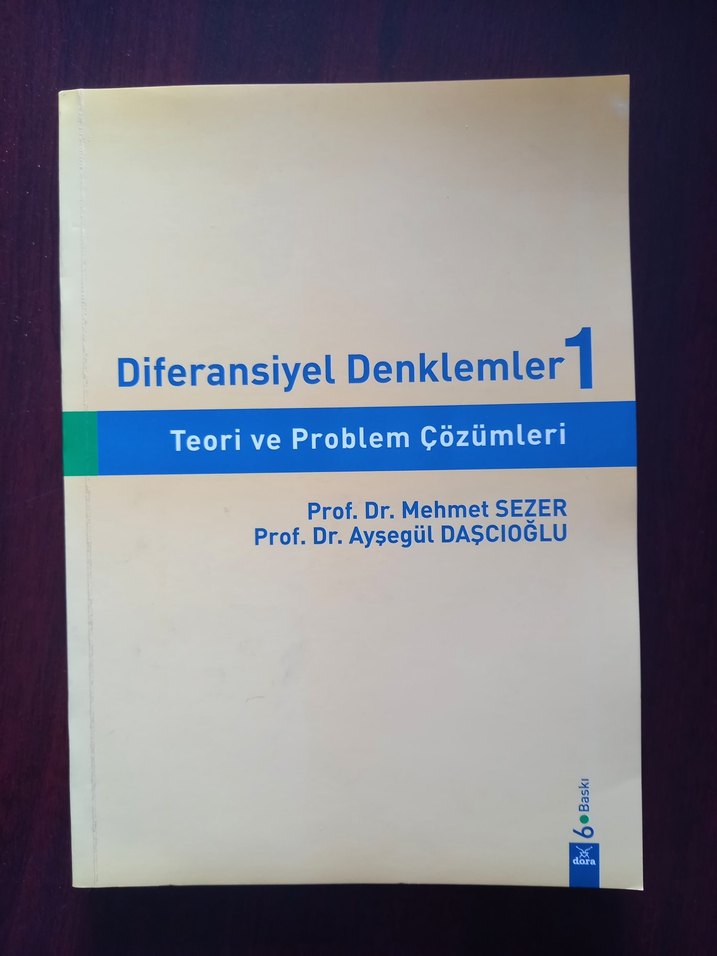 Diferansiyel Denklemler 1
Teori ve Problem Çözümleri
Prof. Dr. Mehmet SEZER
Prof. Dr. Ayşegül DAŞCIOĞLU
6 • Baskı
dora